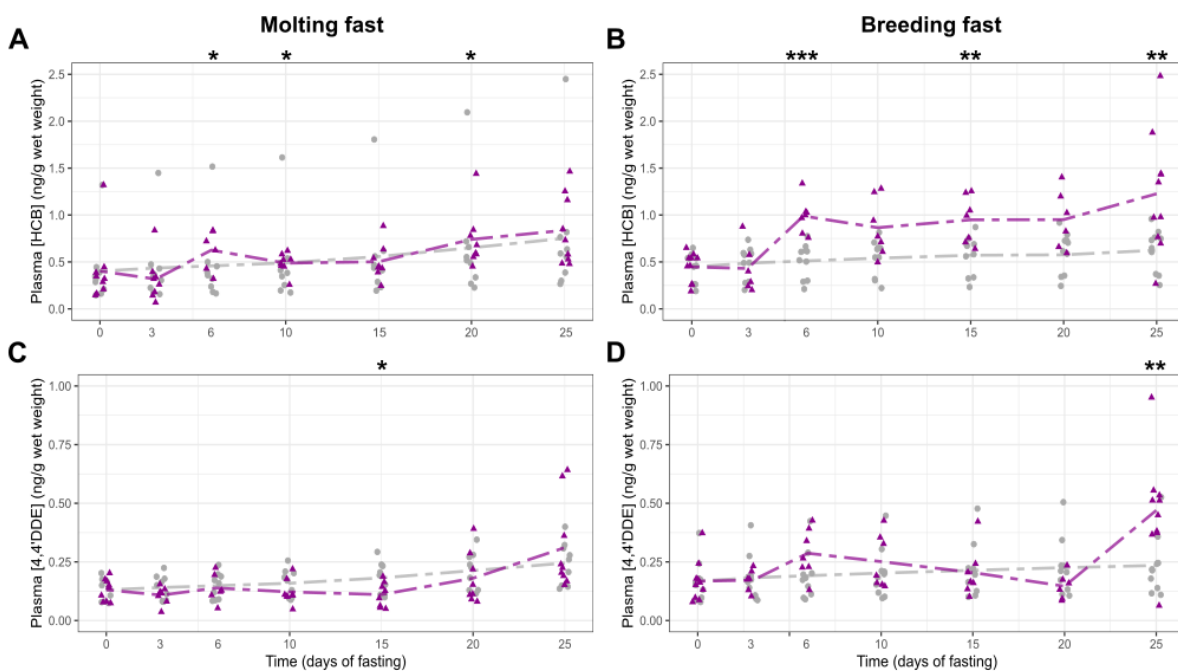 Molting fast
Breeding fast
A
* * *
B
*** ** **
Plasma [HCB] (ng/g wet weight)
2.5
2.0
1.5
1.0
0.5
0.0
0 3 6 10 15 20 25
Plasma [HCB] (ng/g wet weight)
2.5
2.0
1.5
1.0
0.5
0.0
0 3 6 10 15 20 25
C
*
D
**
Plasma [4,4'DDE] (ng/g wet weight)
1.00
0.75
0.50
0.25
0.00
0 3 6 10 15 20 25
Time (days of fasting)
Plasma [4,4'DDE] (ng/g wet weight)
1.00
0.75
0.50
0.25
0.00
0 3 6 10 15 20 25
Time (days of fasting)